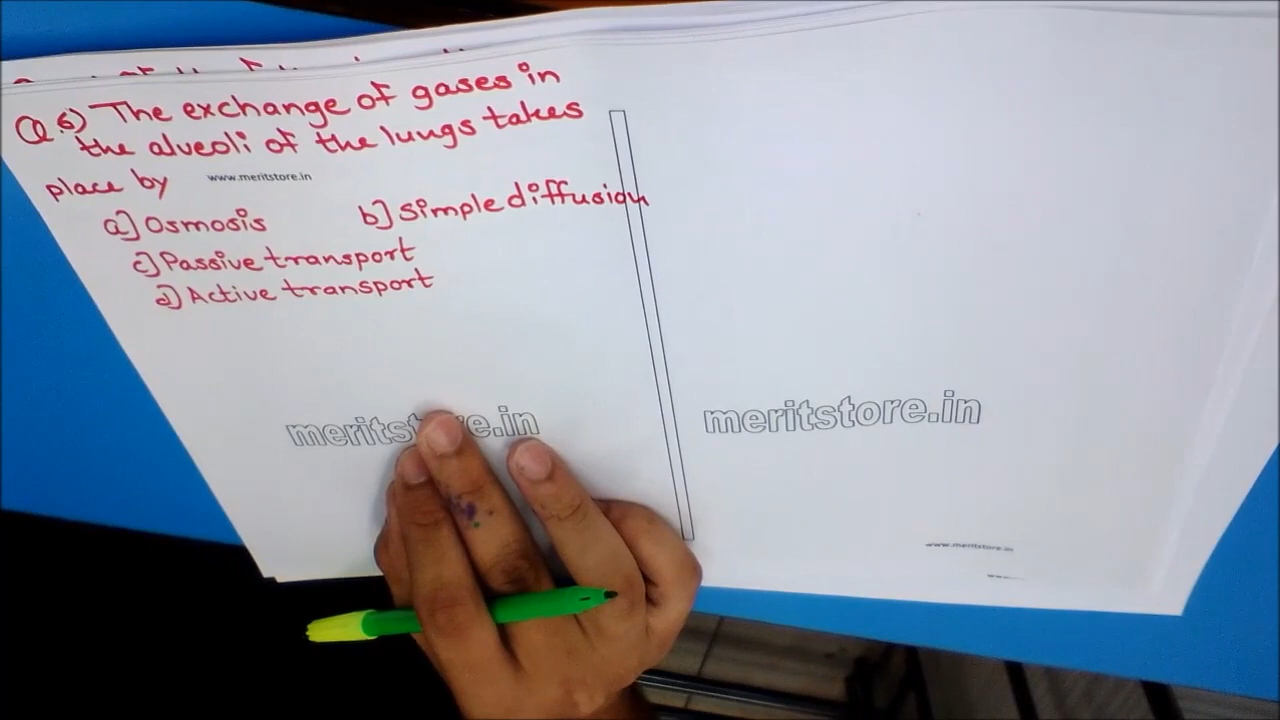 Q.6) The exchange of gases in
the alveoli of the lungs takes
place by
www.meritstore.in
a] Osmosis
b] Simple diffusion
c] Passive transport
d] Active transport
meritstore.in
meritstore.in
www.meritstore.in